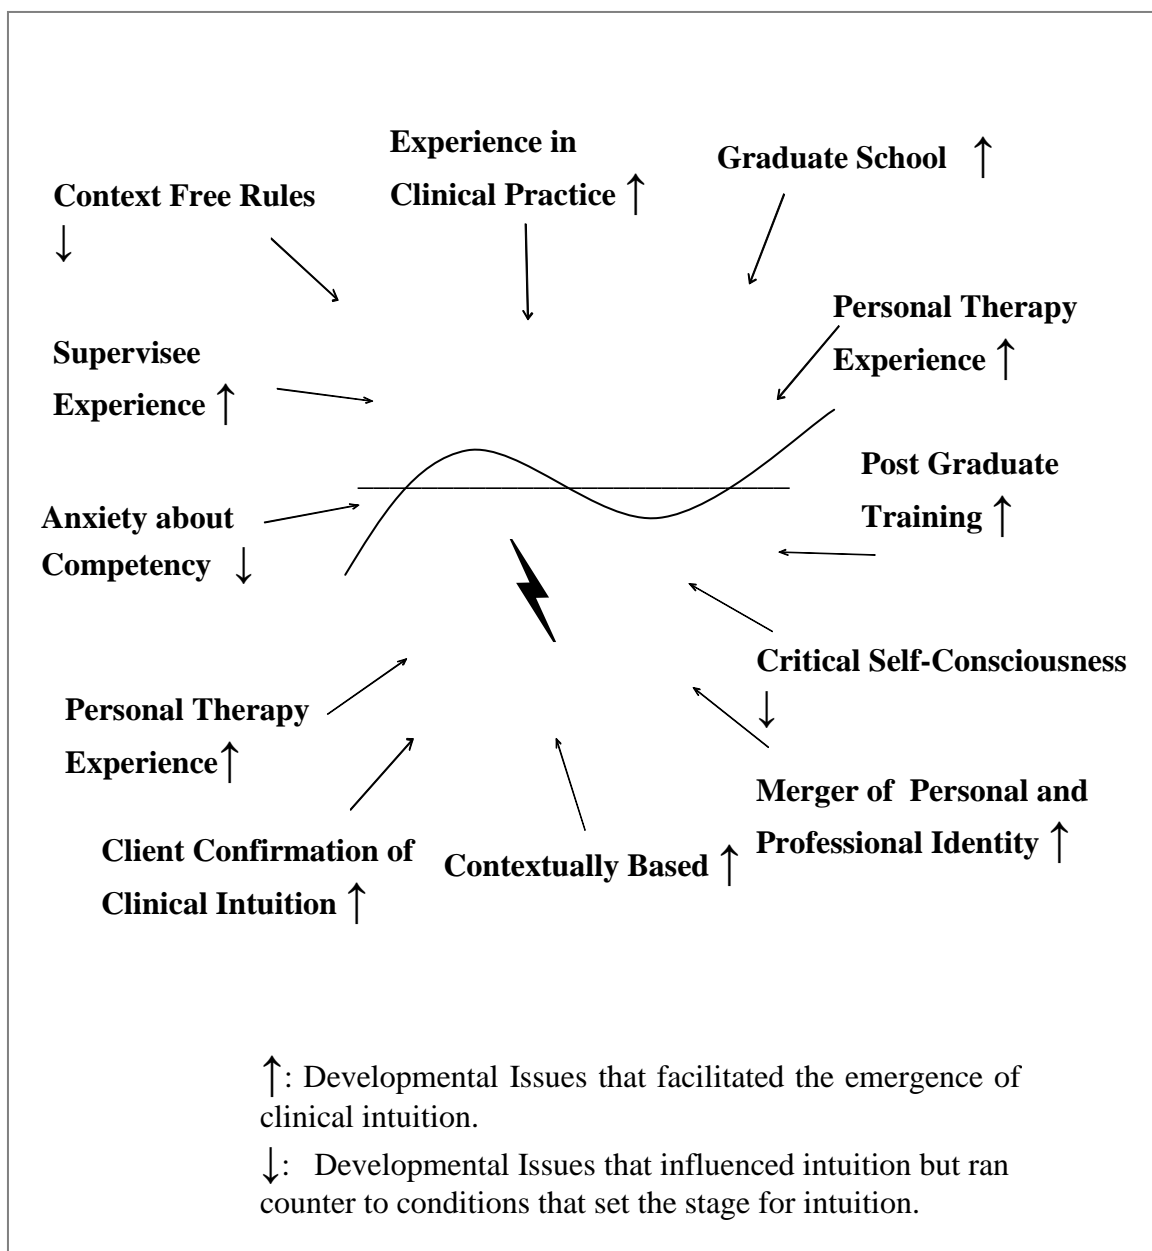 Experience in
Clinical Practice ↑
Graduate School ↑
Context Free Rules
↓
Personal Therapy
Experience ↑
Supervisee
Experience ↑
Post Graduate
Training ↑
Anxiety about
Competency ↓
Critical Self-Consciousness
↓
Personal Therapy
Experience ↑
Merger of Personal and
Professional Identity ↑
Client Confirmation of
Clinical Intuition ↑
Contextually Based ↑
↑: Developmental Issues that facilitated the emergence of
clinical intuition.
↓: Developmental Issues that influenced intuition but ran
counter to conditions that set the stage for intuition.